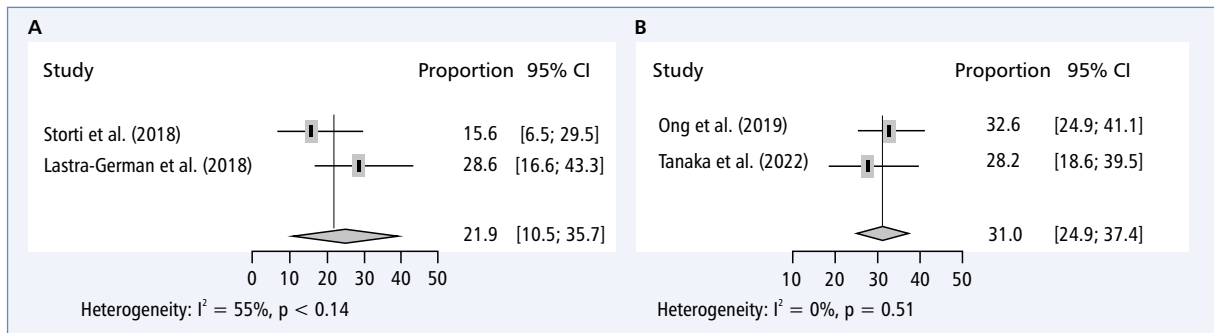 A
Study Proportion 95% CI
Storti et al. (2018) 15.6 [6.5; 29.5]
Lastra-German et al. (2018) 28.6 [16.6; 43.3]
21.9 [10.5; 35.7]
0 10 20 30 40 50
Heterogeneity: I² = 55%, p < 0.14
B
Study Proportion 95% CI
Ong et al. (2019) 32.6 [24.9; 41.1]
Tanaka et al. (2022) 28.2 [18.6; 39.5]
31.0 [24.9; 37.4]
10 20 30 40 50
Heterogeneity: I² = 0%, p = 0.51